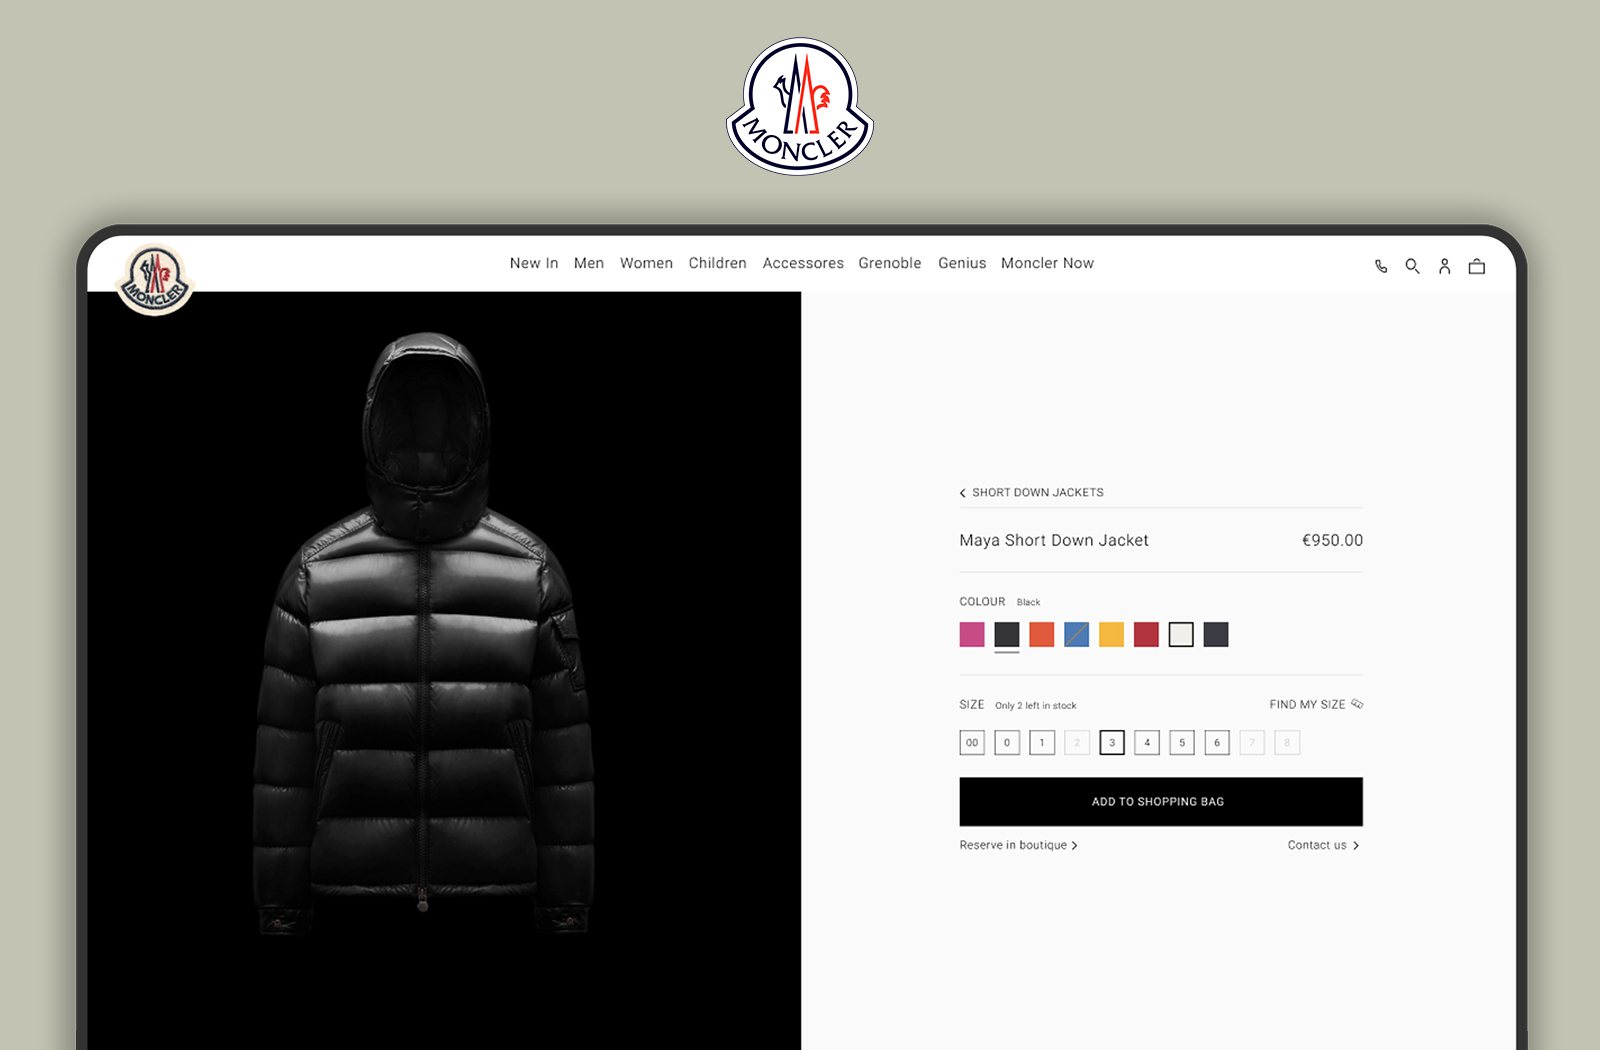 MONCLER
MONCLER
New In Men Women Children Accessores Grenoble Genius Moncler Now
SHORT DOWN JACKETS
Maya Short Down Jacket €950.00
COLOUR Black
SIZE Only 2 left in stock FIND MY SIZE
00 0 1 2 3 4 5 6 7 8
ADD TO SHOPPING BAG
Reserve in boutique Contact us